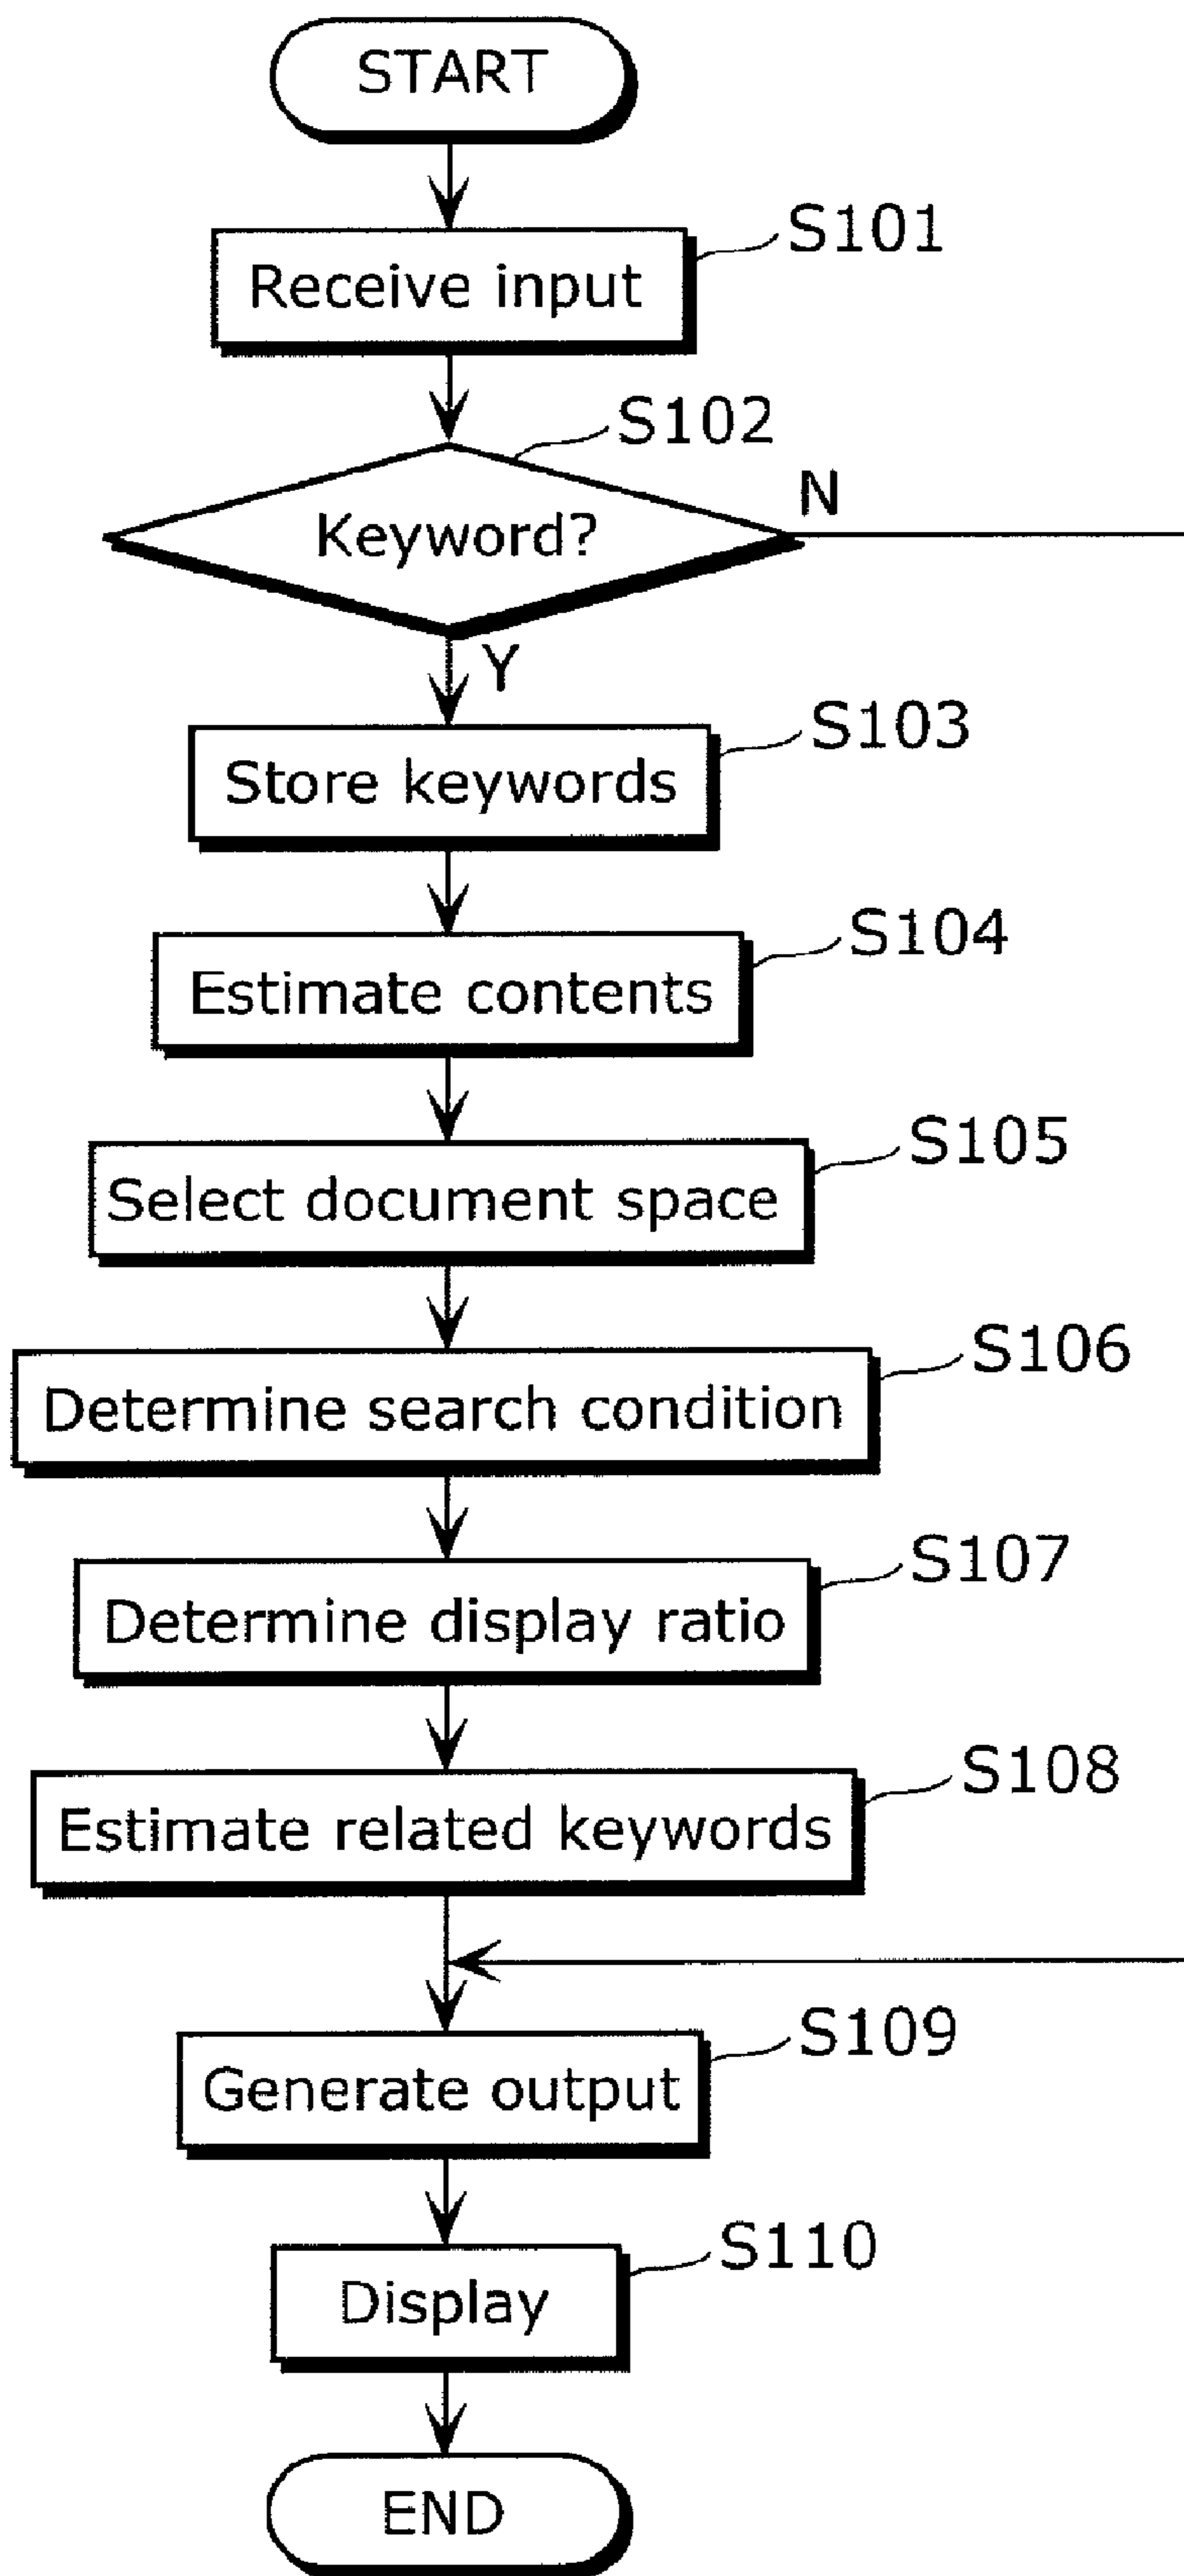 START
S101
Receive input
S102
N
Keyword?
Y
S103
Store keywords
S104
Estimate contents
S105
Select document space
S106
Determine search condition
S107
Determine display ratio
S108
Estimate related keywords
S109
Generate output
S110
Display
END